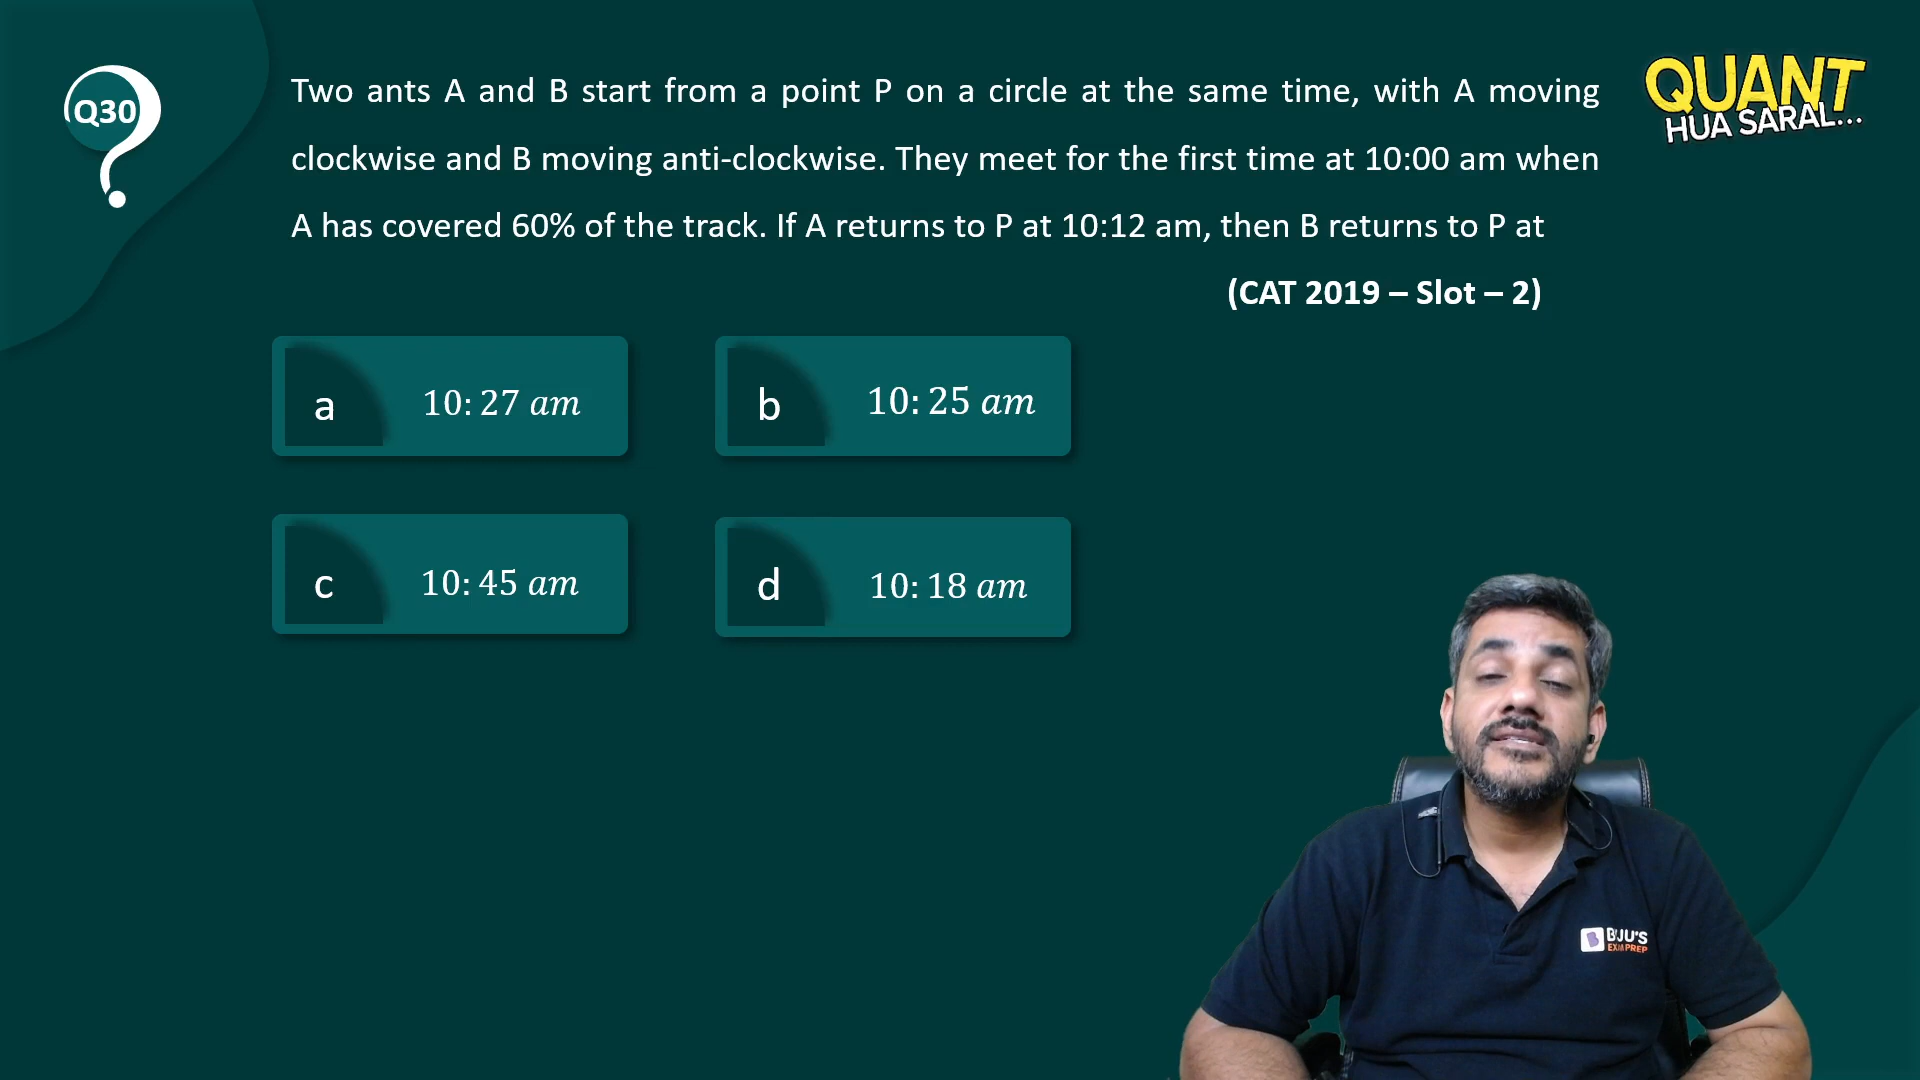 Q30
Two ants A and B start from a point P on a circle at the same time, with A moving
clockwise and B moving anti-clockwise. They meet for the first time at 10:00 am when
A has covered 60% of the track. If A returns to P at 10:12 am, then B returns to P at
(CAT 2019 – Slot – 2)
QUANT
HUA SARAL...
a 10: 27 am
b 10: 25 am
c 10: 45 am
d 10: 18 am
BYJU'S
EXAM PREP